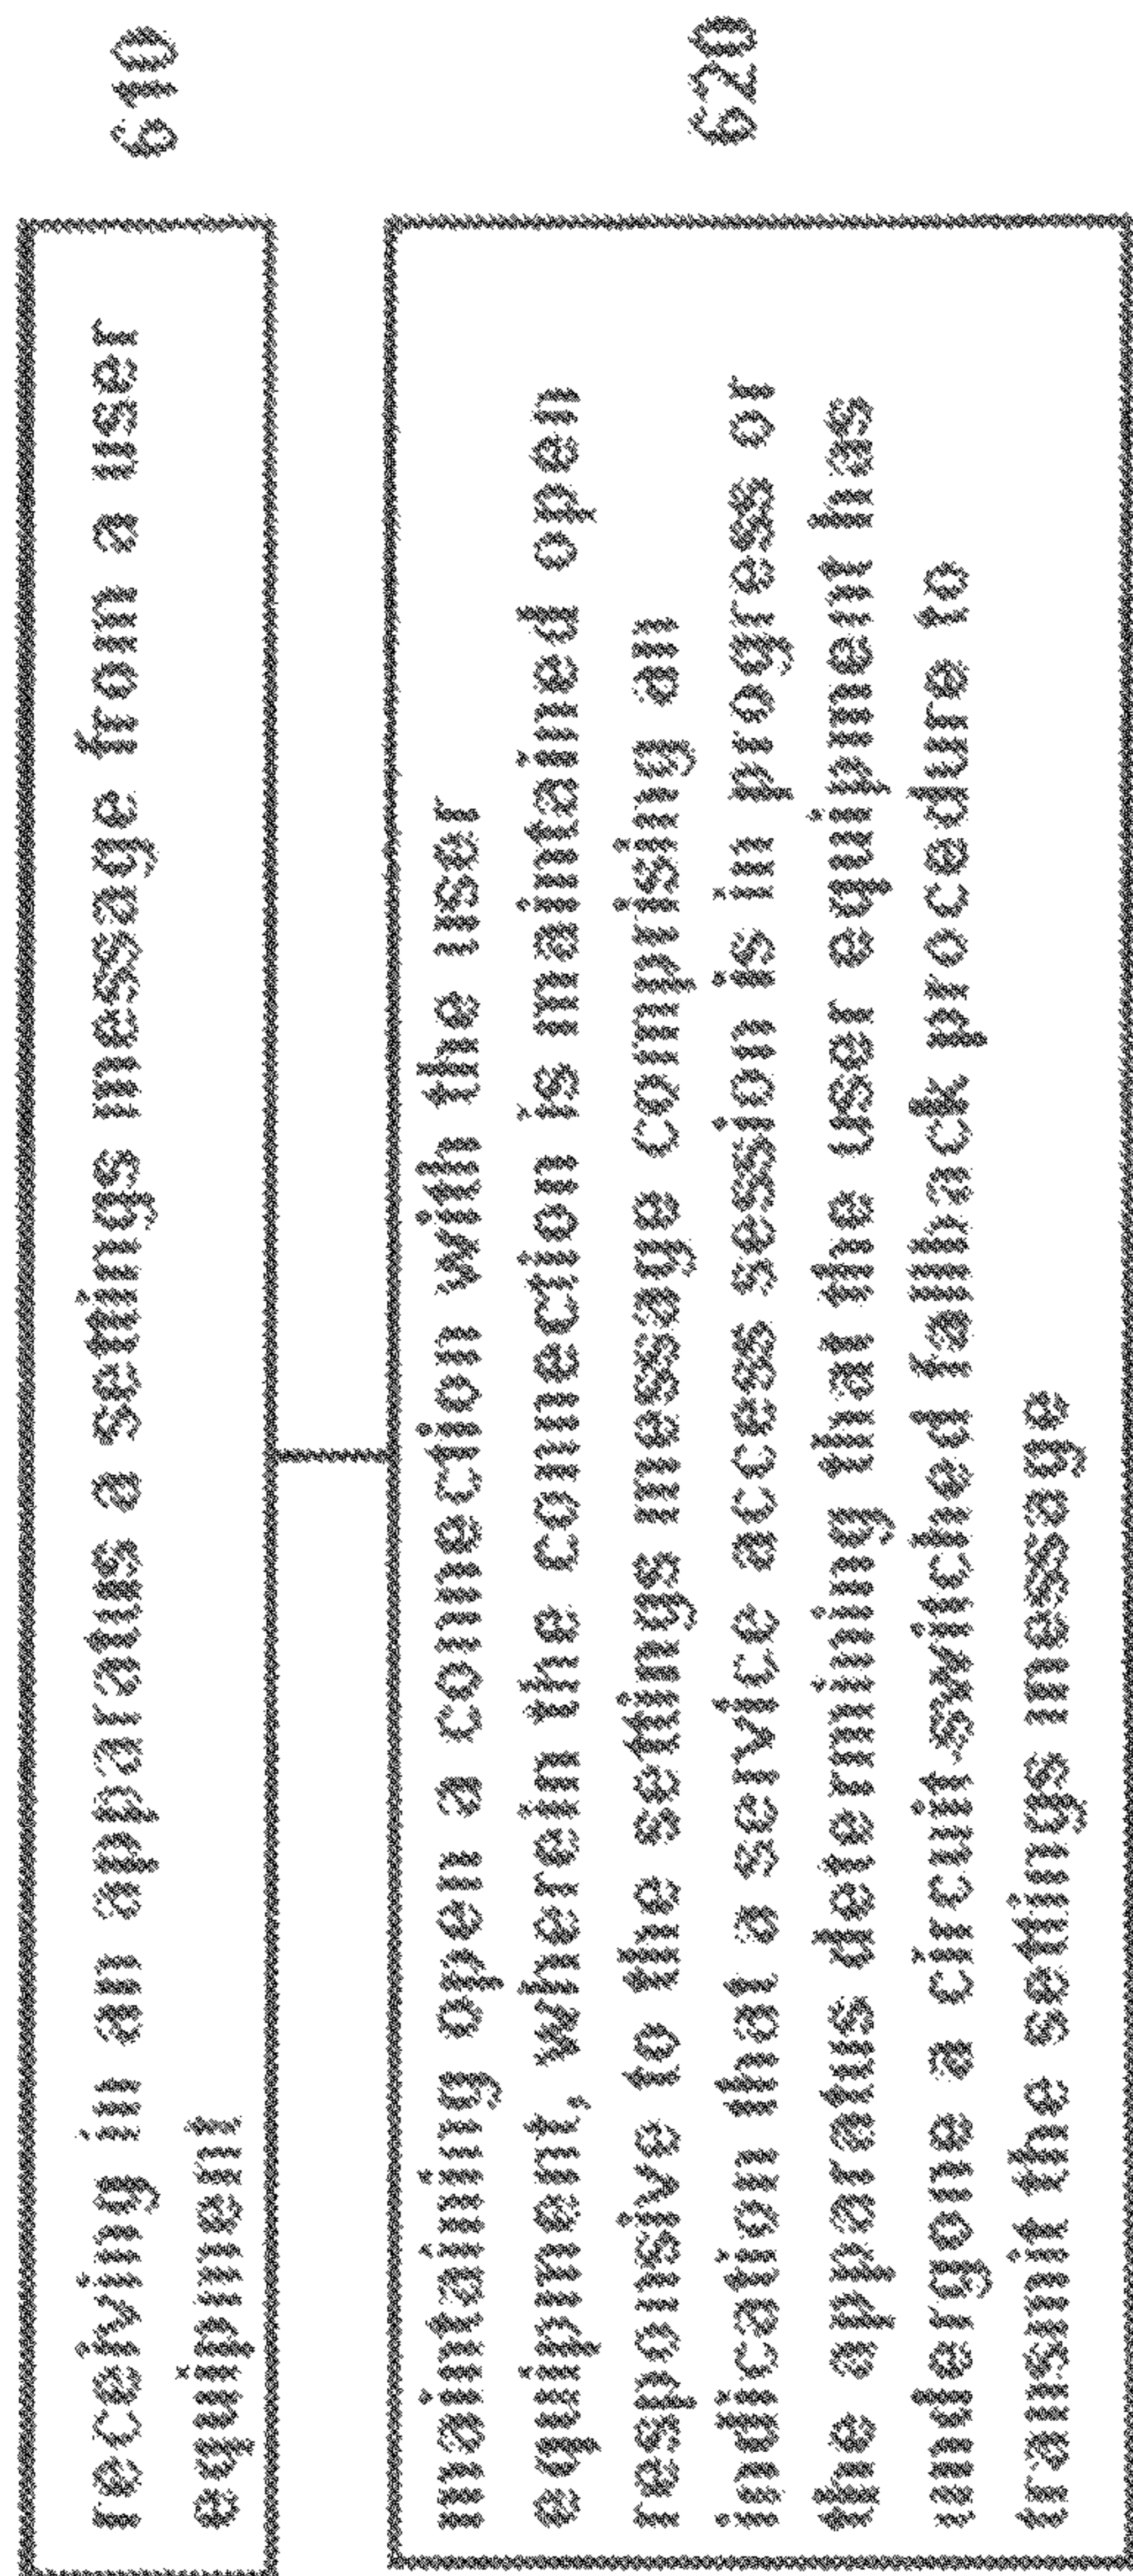 receiving in an apparatus a settings message from a user
equipment
610
maintaining open a connection with the user
equipment, wherein the connection is maintained open
responsive to the settings message comprising an
indication that a service access session is in progress or
the apparatus determining that the user equipment has
undergone a circuit-switched fallback procedure to
transmit the settings message
620